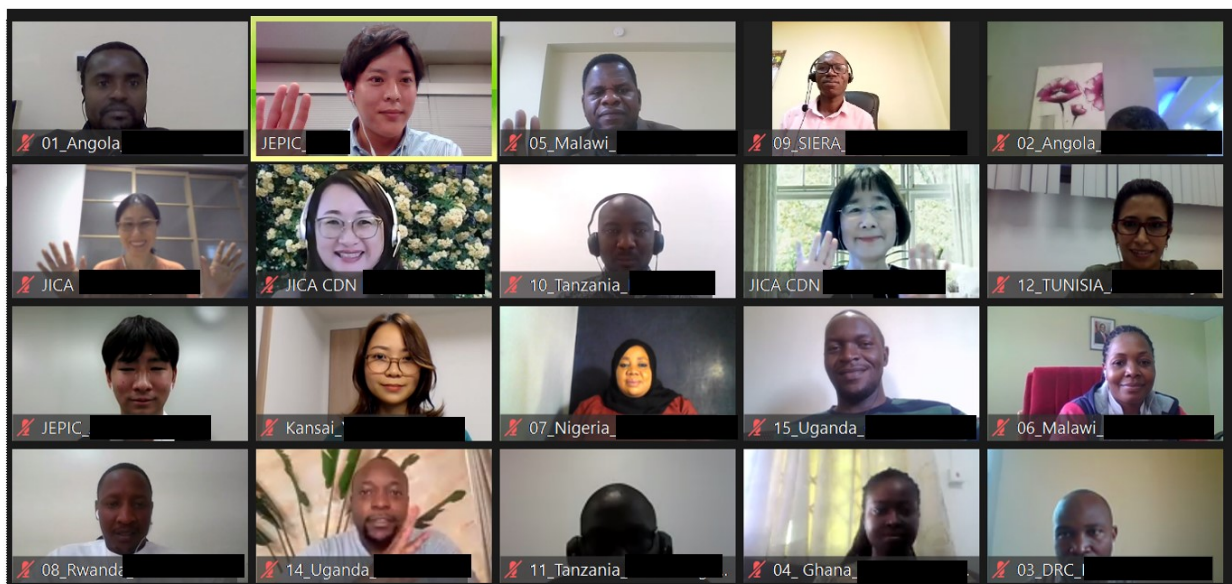 01_Angola_
JEPIC_
05_Malawi_
09_SIERA_
02_Angola_
JICA
JICA CDN
10_Tanzania_
JICA CDN
12_TUNISIA_
JEPIC_
Kansai_
07_Nigeria_
15_Uganda_
06_Malawi_
08_Rwanda
14_Uganda_
11_Tanzania_
04_ Ghana_
03_DRC_